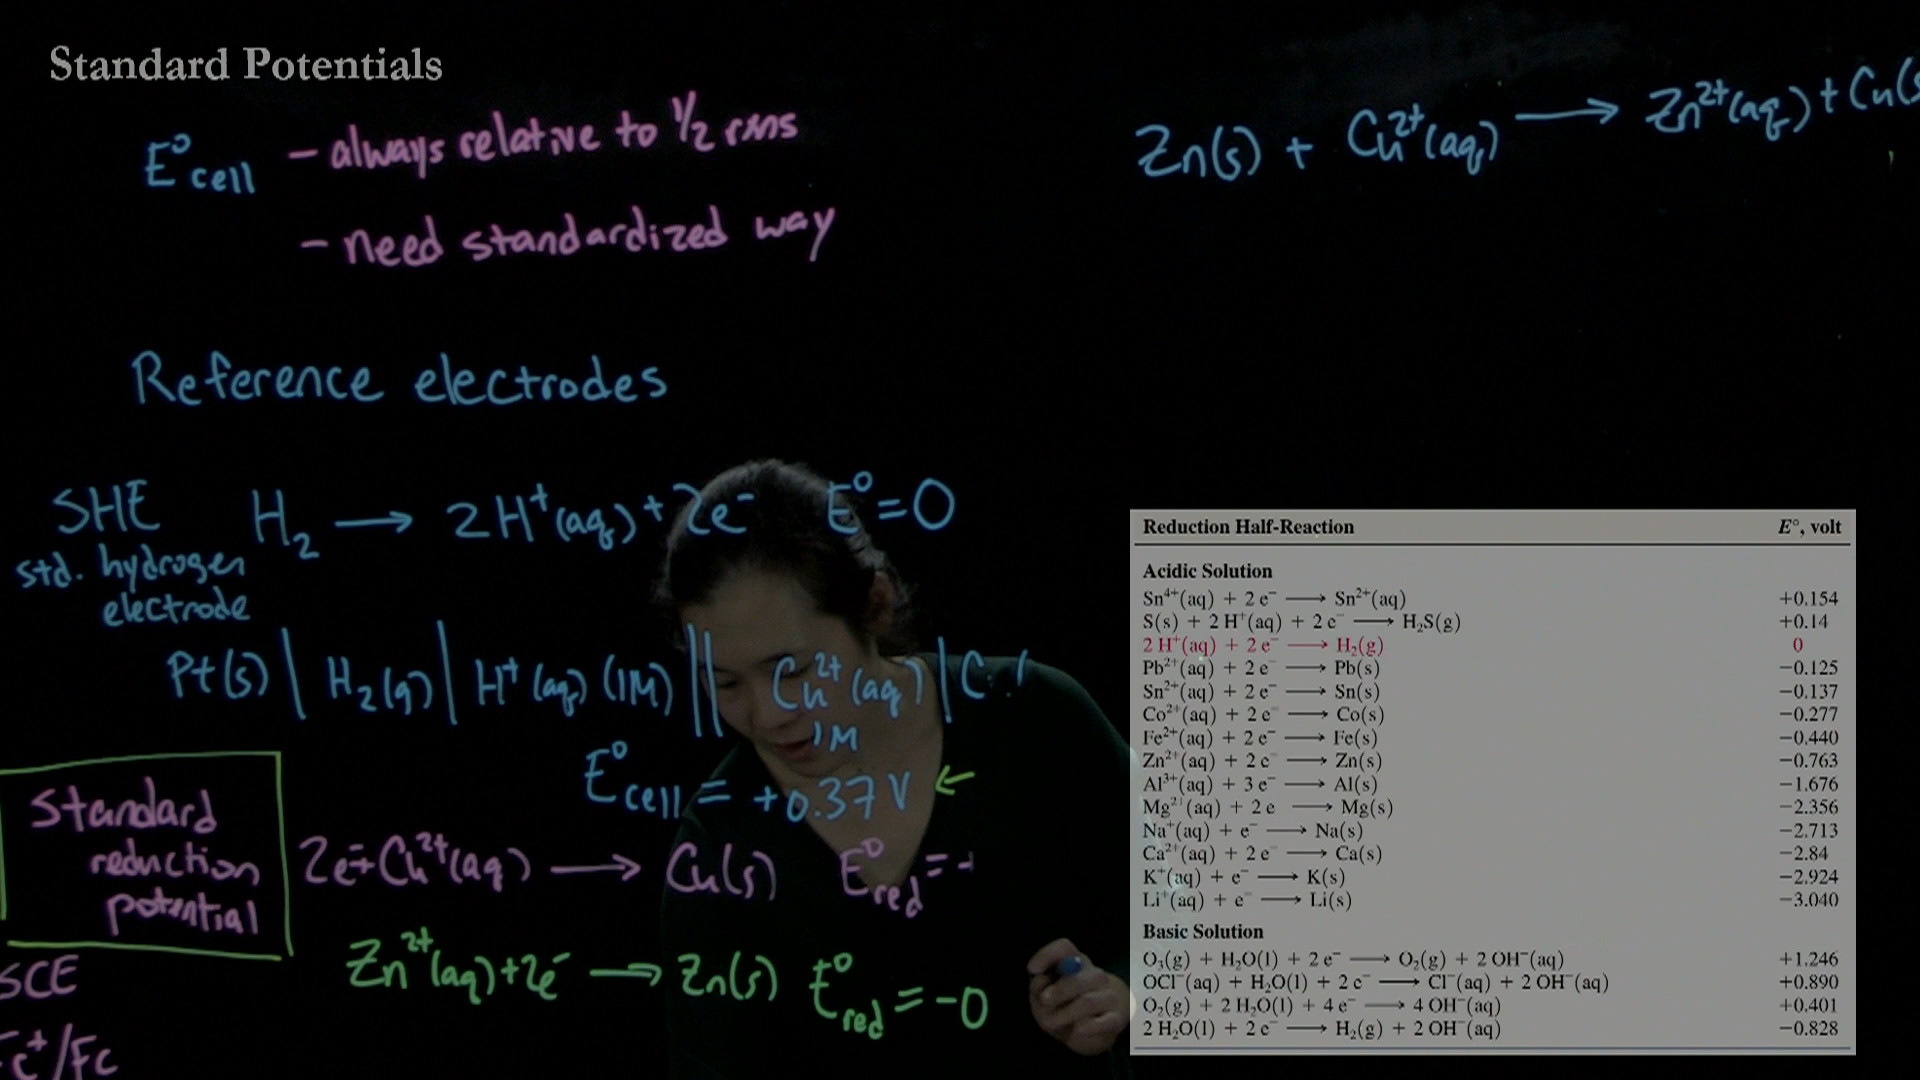 Standard Potentials
E°cell – always relative to 1/2 rxns
– need standardized way
Zn(s) + Cu²⁺(aq) ⟶ Zn²⁺(aq) + Cu(s
Reference electrodes
SHE H₂ ⟶ 2H⁺(aq) + 2e⁻ E° = 0
std. hydrogen
electrode
Pt(s) | H₂(g) | H⁺(aq) (1M) || Cu²⁺(aq) | C
1M
E°cell = +0.37 V ←
Standard
reduction
potential
2e⁻ + Cu²⁺(aq) ⟶ Cu(s) E°red =
Zn²⁺(aq) + 2e⁻ ⟶ Zn(s) E°red = -0
SCE
Fc⁺/Fc
Reduction Half-Reaction E°, volt
Acidic Solution
Sn⁴⁺(aq) + 2 e⁻ ⟶ Sn²⁺(aq) +0.154
S(s) + 2 H⁺(aq) + 2 e⁻ ⟶ H₂S(g) +0.14
2 H⁺(aq) + 2 e⁻ ⟶ H₂(g) 0
Pb²⁺(aq) + 2 e⁻ ⟶ Pb(s) −0.125
Sn²⁺(aq) + 2 e⁻ ⟶ Sn(s) −0.137
Co²⁺(aq) + 2 e⁻ ⟶ Co(s) −0.277
Fe²⁺(aq) + 2 e⁻ ⟶ Fe(s) −0.440
Zn²⁺(aq) + 2 e⁻ ⟶ Zn(s) −0.763
Al³⁺(aq) + 3 e⁻ ⟶ Al(s) −1.676
Mg²⁺(aq) + 2 e⁻ ⟶ Mg(s) −2.356
Na⁺(aq) + e⁻ ⟶ Na(s) −2.713
Ca²⁺(aq) + 2 e⁻ ⟶ Ca(s) −2.84
K⁺(aq) + e⁻ ⟶ K(s) −2.924
Li⁺(aq) + e⁻ ⟶ Li(s) −3.040
Basic Solution
O₃(g) + H₂O(l) + 2 e⁻ ⟶ O₂(g) + 2 OH⁻(aq) +1.246
OCl⁻(aq) + H₂O(l) + 2 e⁻ ⟶ Cl⁻(aq) + 2 OH⁻(aq) +0.890
O₂(g) + 2 H₂O(l) + 4 e⁻ ⟶ 4 OH⁻(aq) +0.401
2 H₂O(l) + 2 e⁻ ⟶ H₂(g) + 2 OH⁻(aq) −0.828